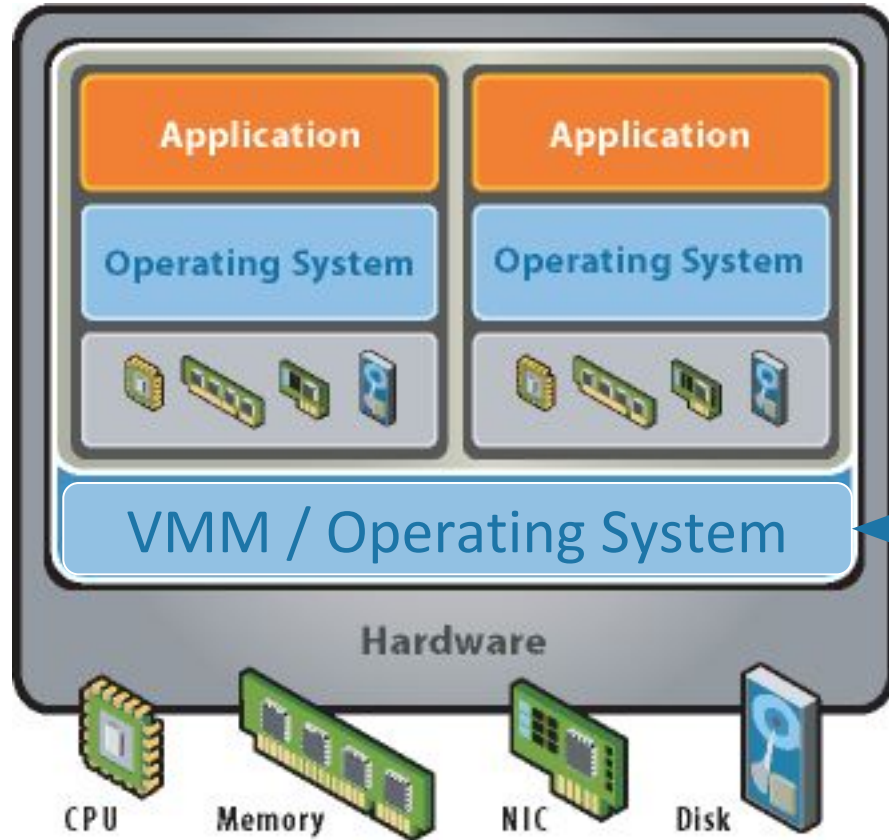 Application Application
Operating System Operating System
VMM / Operating System
Hardware
CPU Memory NIC Disk